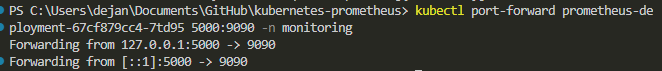 PS C:\Users\dejan\Documents\GitHub\kubernetes-prometheus> kubectl port-forward prometheus-de
ployment-67cf879cc4-7td95 5000:9090 -n monitoring
Forwarding from 127.0.0.1:5000 -> 9090
Forwarding from [::1]:5000 -> 9090